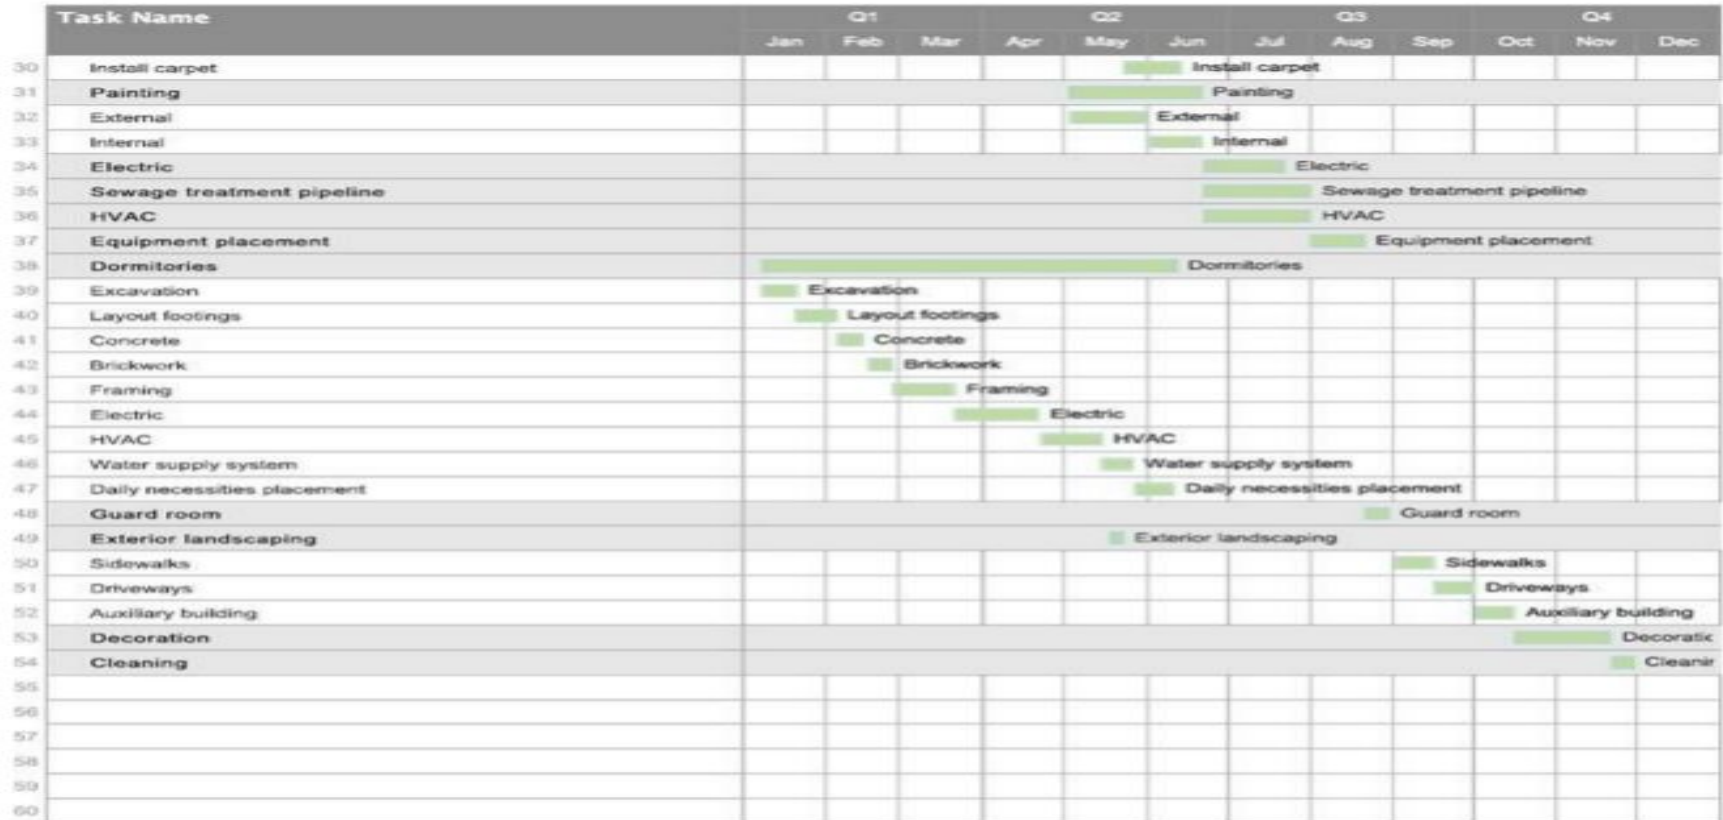 Task Name Q1 Q2 Q3 Q4
Jan Feb Mar Apr May Jun Jul Aug Sep Oct Nov Dec
30 Install carpet Install carpet
31 Painting Painting
32 External External
33 Internal Internal
34 Electric Electric
35 Sewage treatment pipeline Sewage treatment pipeline
36 HVAC HVAC
37 Equipment placement Equipment placement
38 Dormitories Dormitories
39 Excavation Excavation
40 Layout footings Layout footings
41 Concrete Concrete
42 Brickwork Brickwork
43 Framing Framing
44 Electric Electric
45 HVAC HVAC
46 Water supply system Water supply system
47 Daily necessities placement Daily necessities placement
48 Guard room Guard room
49 Exterior landscaping Exterior landscaping
50 Sidewalks Sidewalks
51 Driveways Driveways
52 Auxiliary building Auxiliary building
53 Decoration Decoratic
54 Cleaning Cleanir
55
56
57
58
59
60